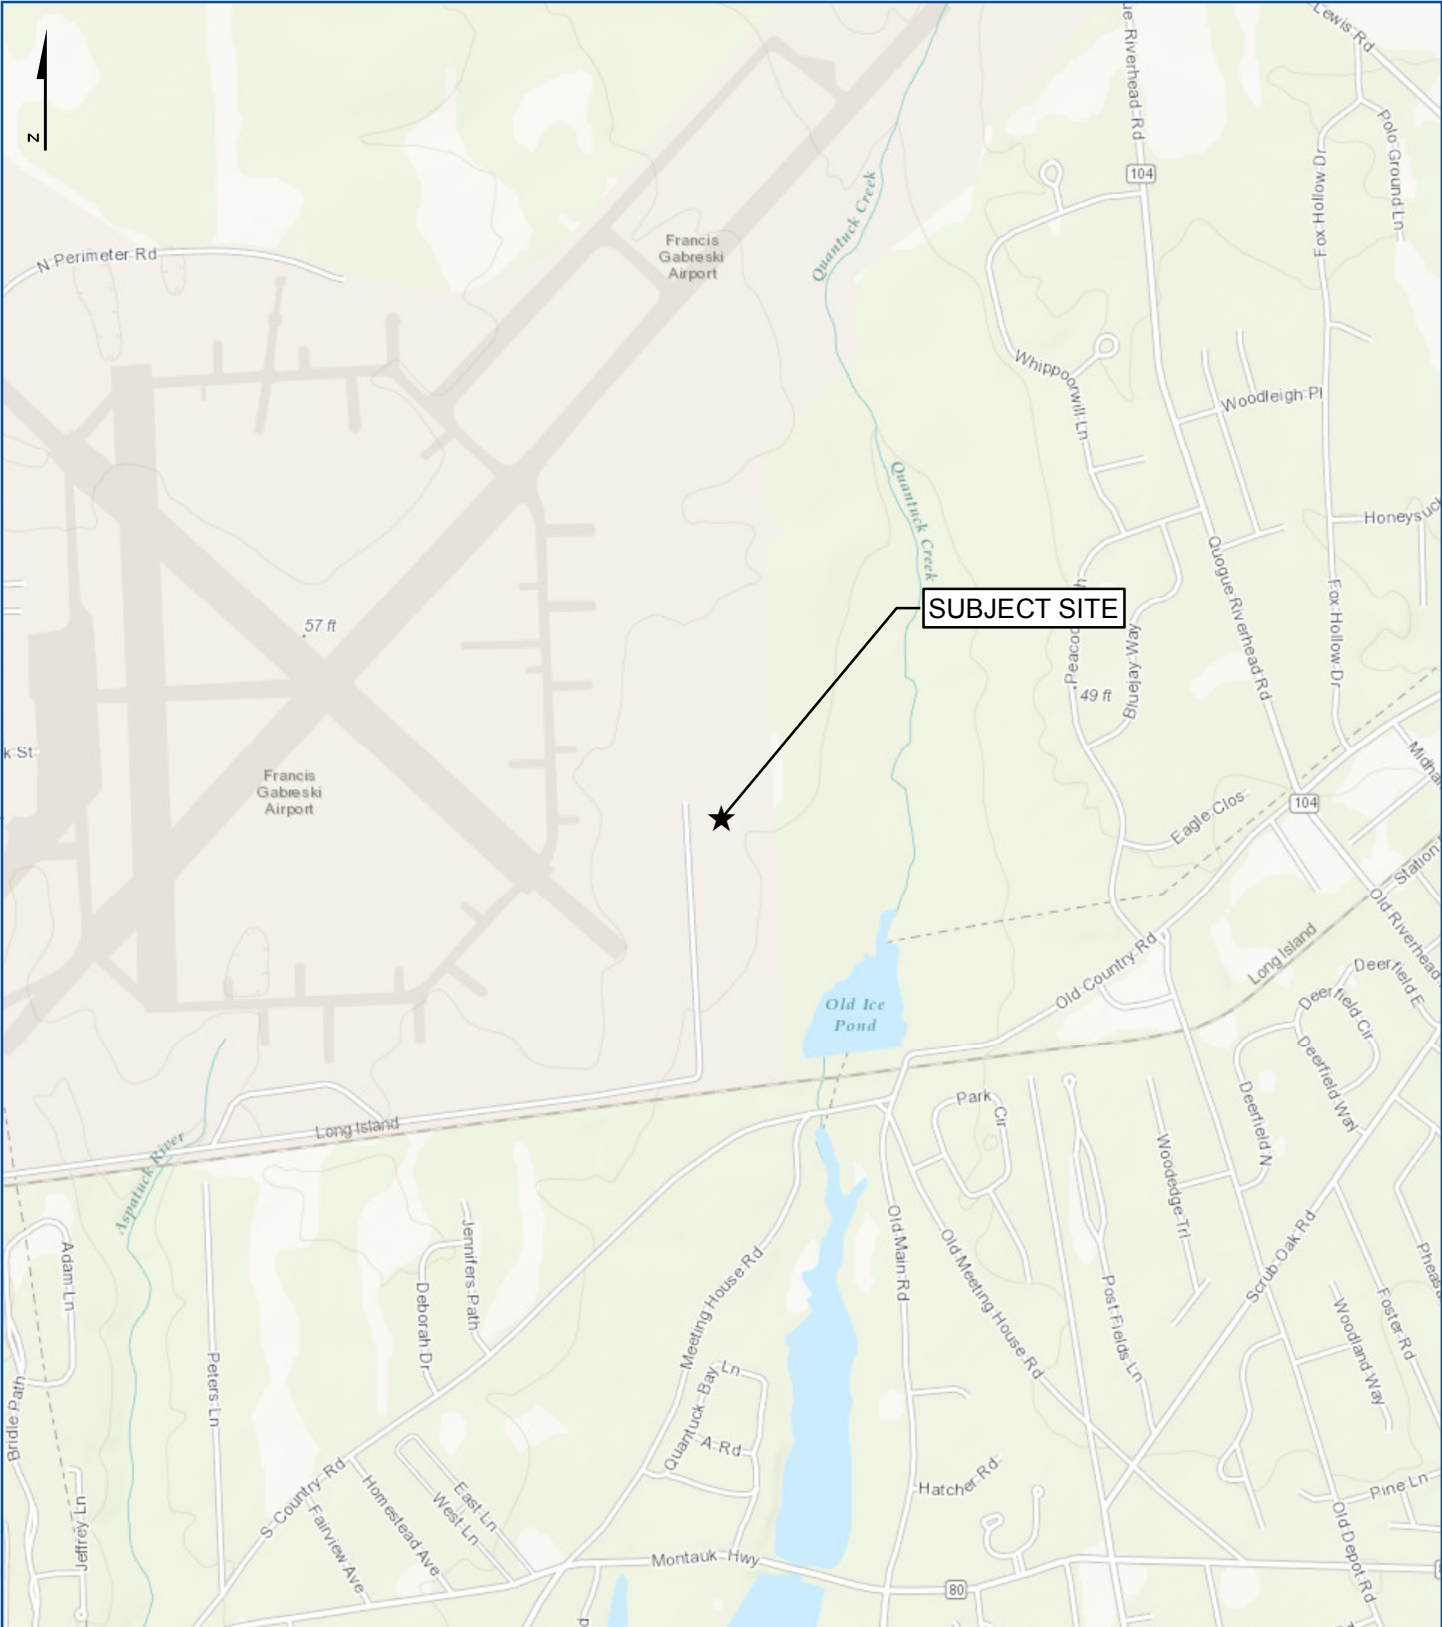 Lewis Rd
ue Riverhead Rd
Polo Ground Ln
Fox Hollow Dr
N
104
Quantuck Creek
N Perimeter Rd
Francis
Gabreski
Airport
Whippoorwill Ln
Woodleigh Pl
Quantuck Creek
Honeysuck
Quogue Riverhead Rd
Fox Hollow Dr
SUBJECT SITE
57 ft
Peacoc
h
Bluejay Way
49 ft
k St
Midha
Francis
Gabreski
Airport
Eagle Clos
104
Station
Old Riverhead
Old Country Rd
Long Island
Deerfield E
Deerfield Cir
Old Ice
Pond
Deerfield Way
Park Cir
Deerfield N
Long Island
Aspatuck River
Woodedge Trl
Old Main Rd
Jennifers Path
Adam Ln
Old Meeting House Rd
Scrub Oak Rd
Pheas
Deborah Dr
Meeting House Rd
Post Fields Ln
Foster Rd
Woodland Way
Peters Ln
Quantuck Bay Ln
Bridle Path
A Rd
S Country Rd
Hatcher Rd
Pine Ln
Homestead Ave
East Ln
West Ln
Jeffrey Ln
Fairview Ave
Old Depot Rd
Montauk Hwy
80